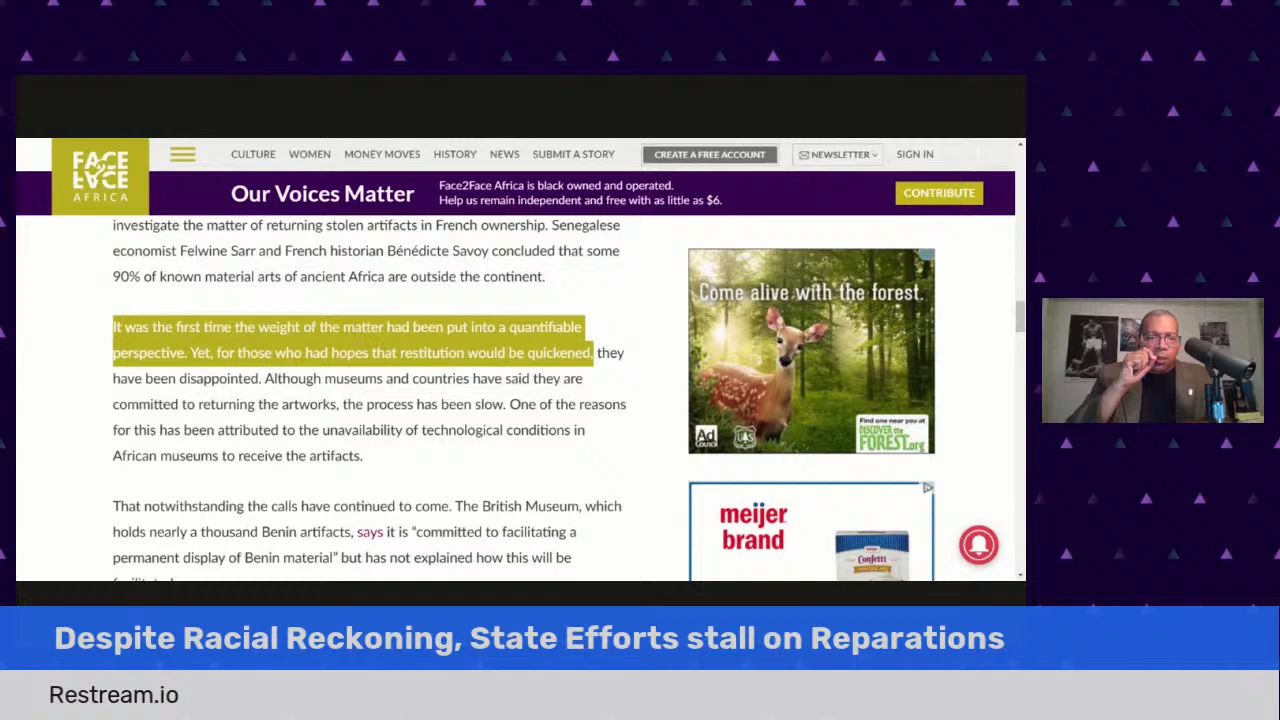 FACE
2
FACE
AFRICA
CULTURE WOMEN MONEY MOVES HISTORY NEWS SUBMIT A STORY CREATE A FREE ACCOUNT NEWSLETTER SIGN IN
Our Voices Matter
Face2Face Africa is black owned and operated.
Help us remain independent and free with as little as $6.
CONTRIBUTE
investigate the matter of returning stolen artifacts in French ownership. Senegalese
economist Felwine Sarr and French historian Bénédicte Savoy concluded that some
90% of known material arts of ancient Africa are outside the continent.
It was the first time the weight of the matter had been put into a quantifiable
perspective. Yet, for those who had hopes that restitution would be quickened, they
have been disappointed. Although museums and countries have said they are
committed to returning the artworks, the process has been slow. One of the reasons
for this has been attributed to the unavailability of technological conditions in
African museums to receive the artifacts.
That notwithstanding the calls have continued to come. The British Museum, which
holds nearly a thousand Benin artifacts, says it is “committed to facilitating a
permanent display of Benin material” but has not explained how this will be
Come alive with the forest.
Ad
Council
UAS
Find one near you at
DISCOVER the
FOREST.org
meijer
brand
Confetti
Despite Racial Reckoning, State Efforts stall on Reparations
Restream.io